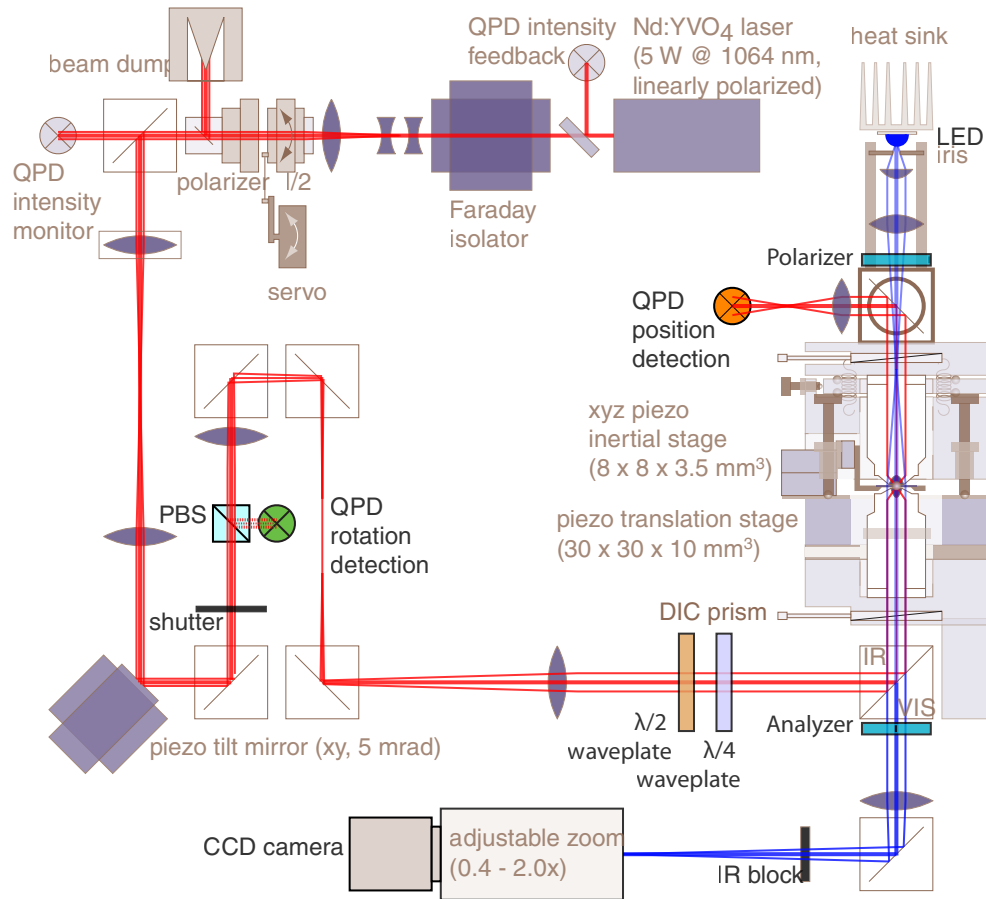 QPD intensity
feedback
Nd:YVO4 laser
(5 W @ 1064 nm,
linearly polarized)
heat sink
beam dump
LED
iris
QPD
intensity
monitor
polarizer
l/2
Faraday
isolator
servo
Polarizer
QPD
position
detection
xyz piezo
inertial stage
(8 x 8 x 3.5 mm³)
PBS
QPD
rotation
detection
piezo translation stage
(30 x 30 x 10 mm³)
shutter
DIC prism
IR
VIS
λ/2
waveplate
λ/4
waveplate
Analyzer
piezo tilt mirror (xy, 5 mrad)
CCD camera
adjustable zoom
(0.4 - 2.0x)
IR block